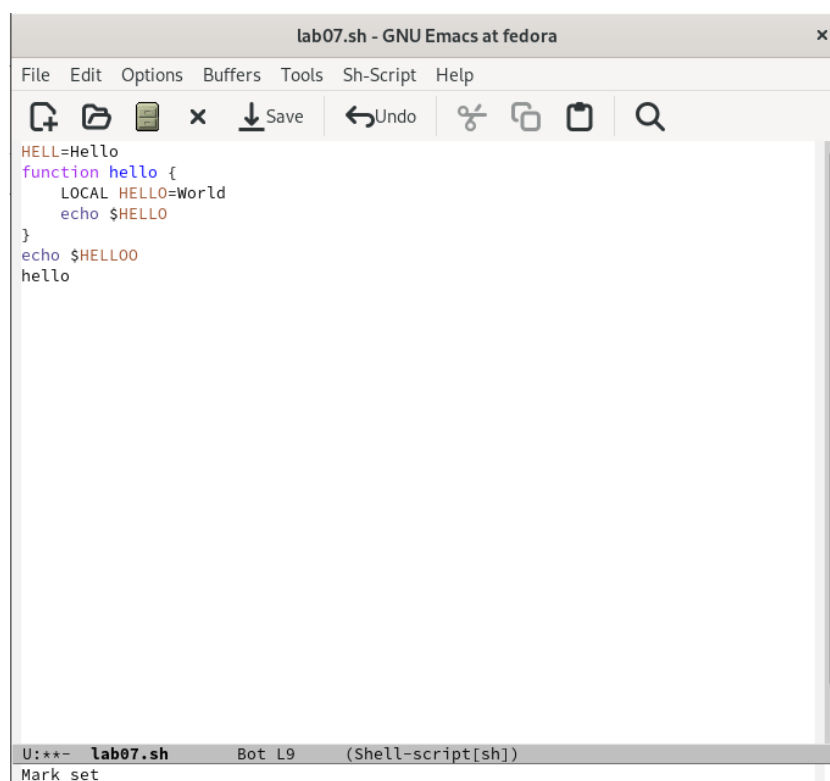 lab07.sh - GNU Emacs at fedora ×
File Edit Options Buffers Tools Sh-Script Help
Save Undo
HELL=Hello
function hello {
    LOCAL HELLO=World
    echo $HELLO
}
echo $HELLOO
hello
U:**- lab07.sh Bot L9 (Shell-script[sh])
Mark set